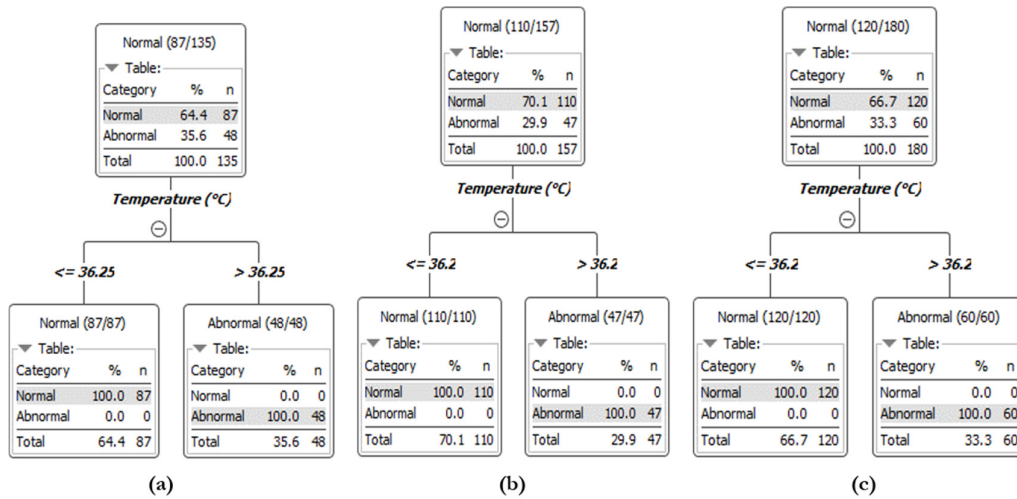 Normal (87/135)
Table:
Category % n
Normal 64.4 87
Abnormal 35.6 48
Total 100.0 135
Temperature (°C)
<= 36.25
> 36.25
Normal (87/87)
Table:
Category % n
Normal 100.0 87
Abnormal 0.0 0
Total 64.4 87
Abnormal (48/48)
Table:
Category % n
Normal 0.0 0
Abnormal 100.0 48
Total 35.6 48
(a)
Normal (110/157)
Table:
Category % n
Normal 70.1 110
Abnormal 29.9 47
Total 100.0 157
Temperature (°C)
<= 36.2
> 36.2
Normal (110/110)
Table:
Category % n
Normal 100.0 110
Abnormal 0.0 0
Total 70.1 110
Abnormal (47/47)
Table:
Category % n
Normal 0.0 0
Abnormal 100.0 47
Total 29.9 47
(b)
Normal (120/180)
Table:
Category % n
Normal 66.7 120
Abnormal 33.3 60
Total 100.0 180
Temperature (°C)
<= 36.2
> 36.2
Normal (120/120)
Table:
Category % n
Normal 100.0 120
Abnormal 0.0 0
Total 66.7 120
Abnormal (60/60)
Table:
Category % n
Normal 0.0 0
Abnormal 100.0 60
Total 33.3 60
(c)